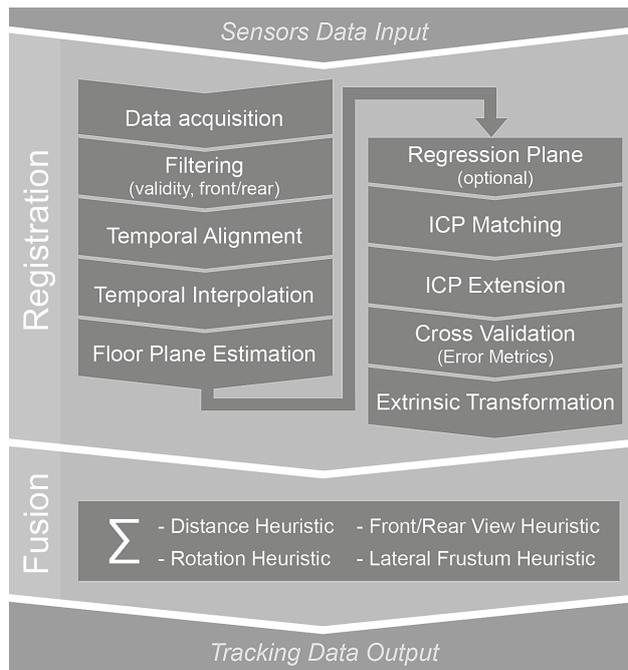 Sensors Data Input
Registration
Data acquisition
Filtering
(validity, front/rear)
Temporal Alignment
Temporal Interpolation
Floor Plane Estimation
Regression Plane
(optional)
ICP Matching
ICP Extension
Cross Validation
(Error Metrics)
Extrinsic Transformation
Fusion
∑
- Distance Heuristic
- Front/Rear View Heuristic
- Rotation Heuristic
- Lateral Frustum Heuristic
Tracking Data Output